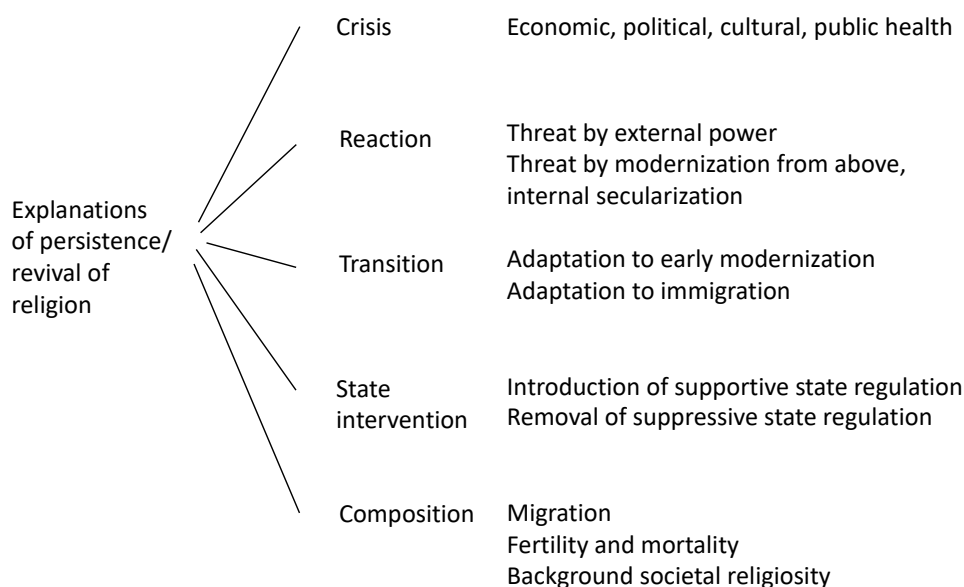 Crisis Economic, political, cultural, public health
Reaction Threat by external power
Threat by modernization from above,
internal secularization
Explanations
of persistence/
revival of
religion
Transition Adaptation to early modernization
Adaptation to immigration
State
intervention
Introduction of supportive state regulation
Removal of suppressive state regulation
Composition Migration
Fertility and mortality
Background societal religiosity